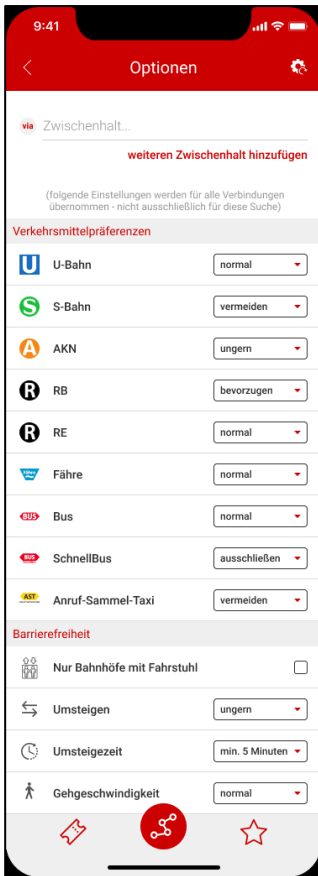 9:41
Optionen
via Zwischenhalt...
weiteren Zwischenhalt hinzufügen
(folgende Einstellungen werden für alle Verbindungen
übernommen - nicht ausschließlich für diese Suche)
Verkehrsmittelpräferenzen
U U-Bahn normal
S S-Bahn vermeiden
A AKN ungern
R RB bevorzugen
R RE normal
Fähre Fähre normal
BUS Bus normal
BUS SchnellBus ausschließen
AST Anruf-Sammel-Taxi vermeiden
Barrierefreiheit
Nur Bahnhöfe mit Fahrstuhl
Umsteigen ungern
Umsteigezeit min. 5 Minuten
Gehgeschwindigkeit normal